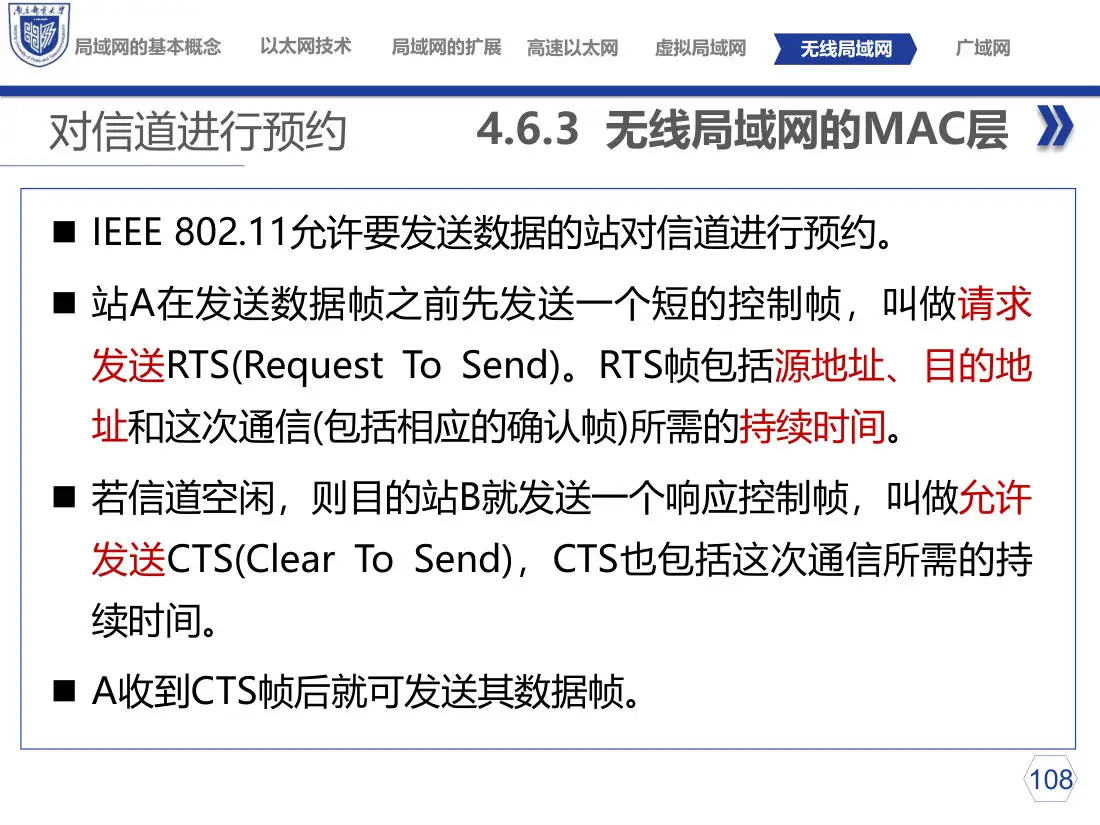 局域网的基本概念 以太网技术 局域网的扩展 高速以太网 虚拟局域网 无线局域网 广域网
对信道进行预约 4.6.3 无线局域网的MAC层
■ IEEE 802.11允许要发送数据的站对信道进行预约。
■ 站A在发送数据帧之前先发送一个短的控制帧，叫做请求
发送RTS(Request To Send)。RTS帧包括源地址、目的地
址和这次通信(包括相应的确认帧)所需的持续时间。
■ 若信道空闲，则目的站B就发送一个响应控制帧，叫做允许
发送CTS(Clear To Send)，CTS也包括这次通信所需的持
续时间。
■ A收到CTS帧后就可发送其数据帧。
108